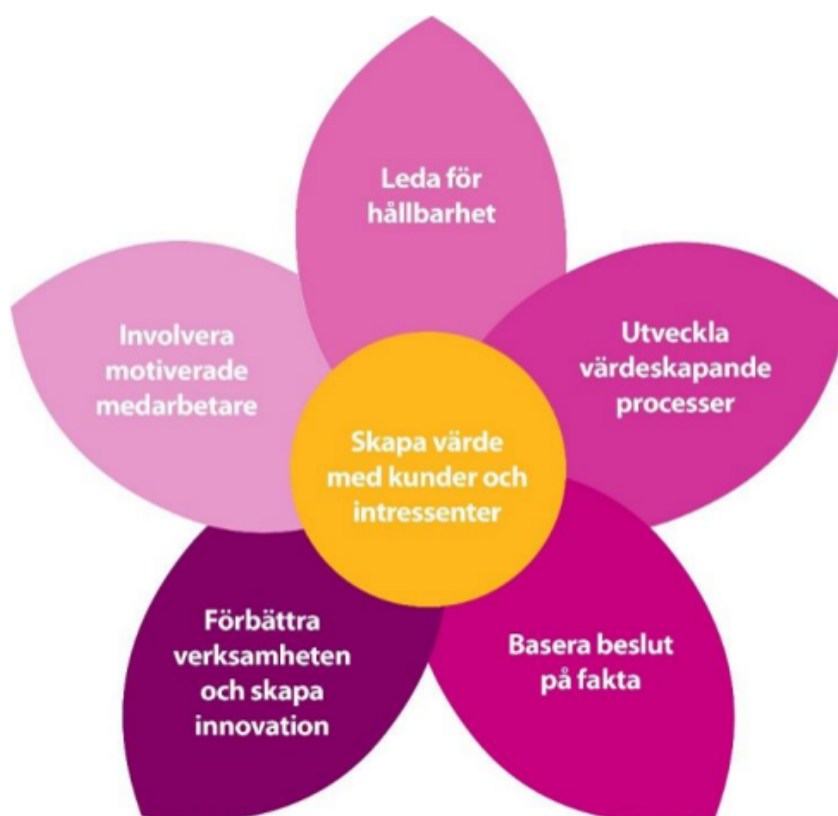 Leda för
hållbarhet
Utveckla
värdeskapande
processer
Involvera
motiverade
medarbetare
Skapa värde
med kunder och
intressenter
Förbättra
verksamheten
och skapa
innovation
Basera beslut
på fakta